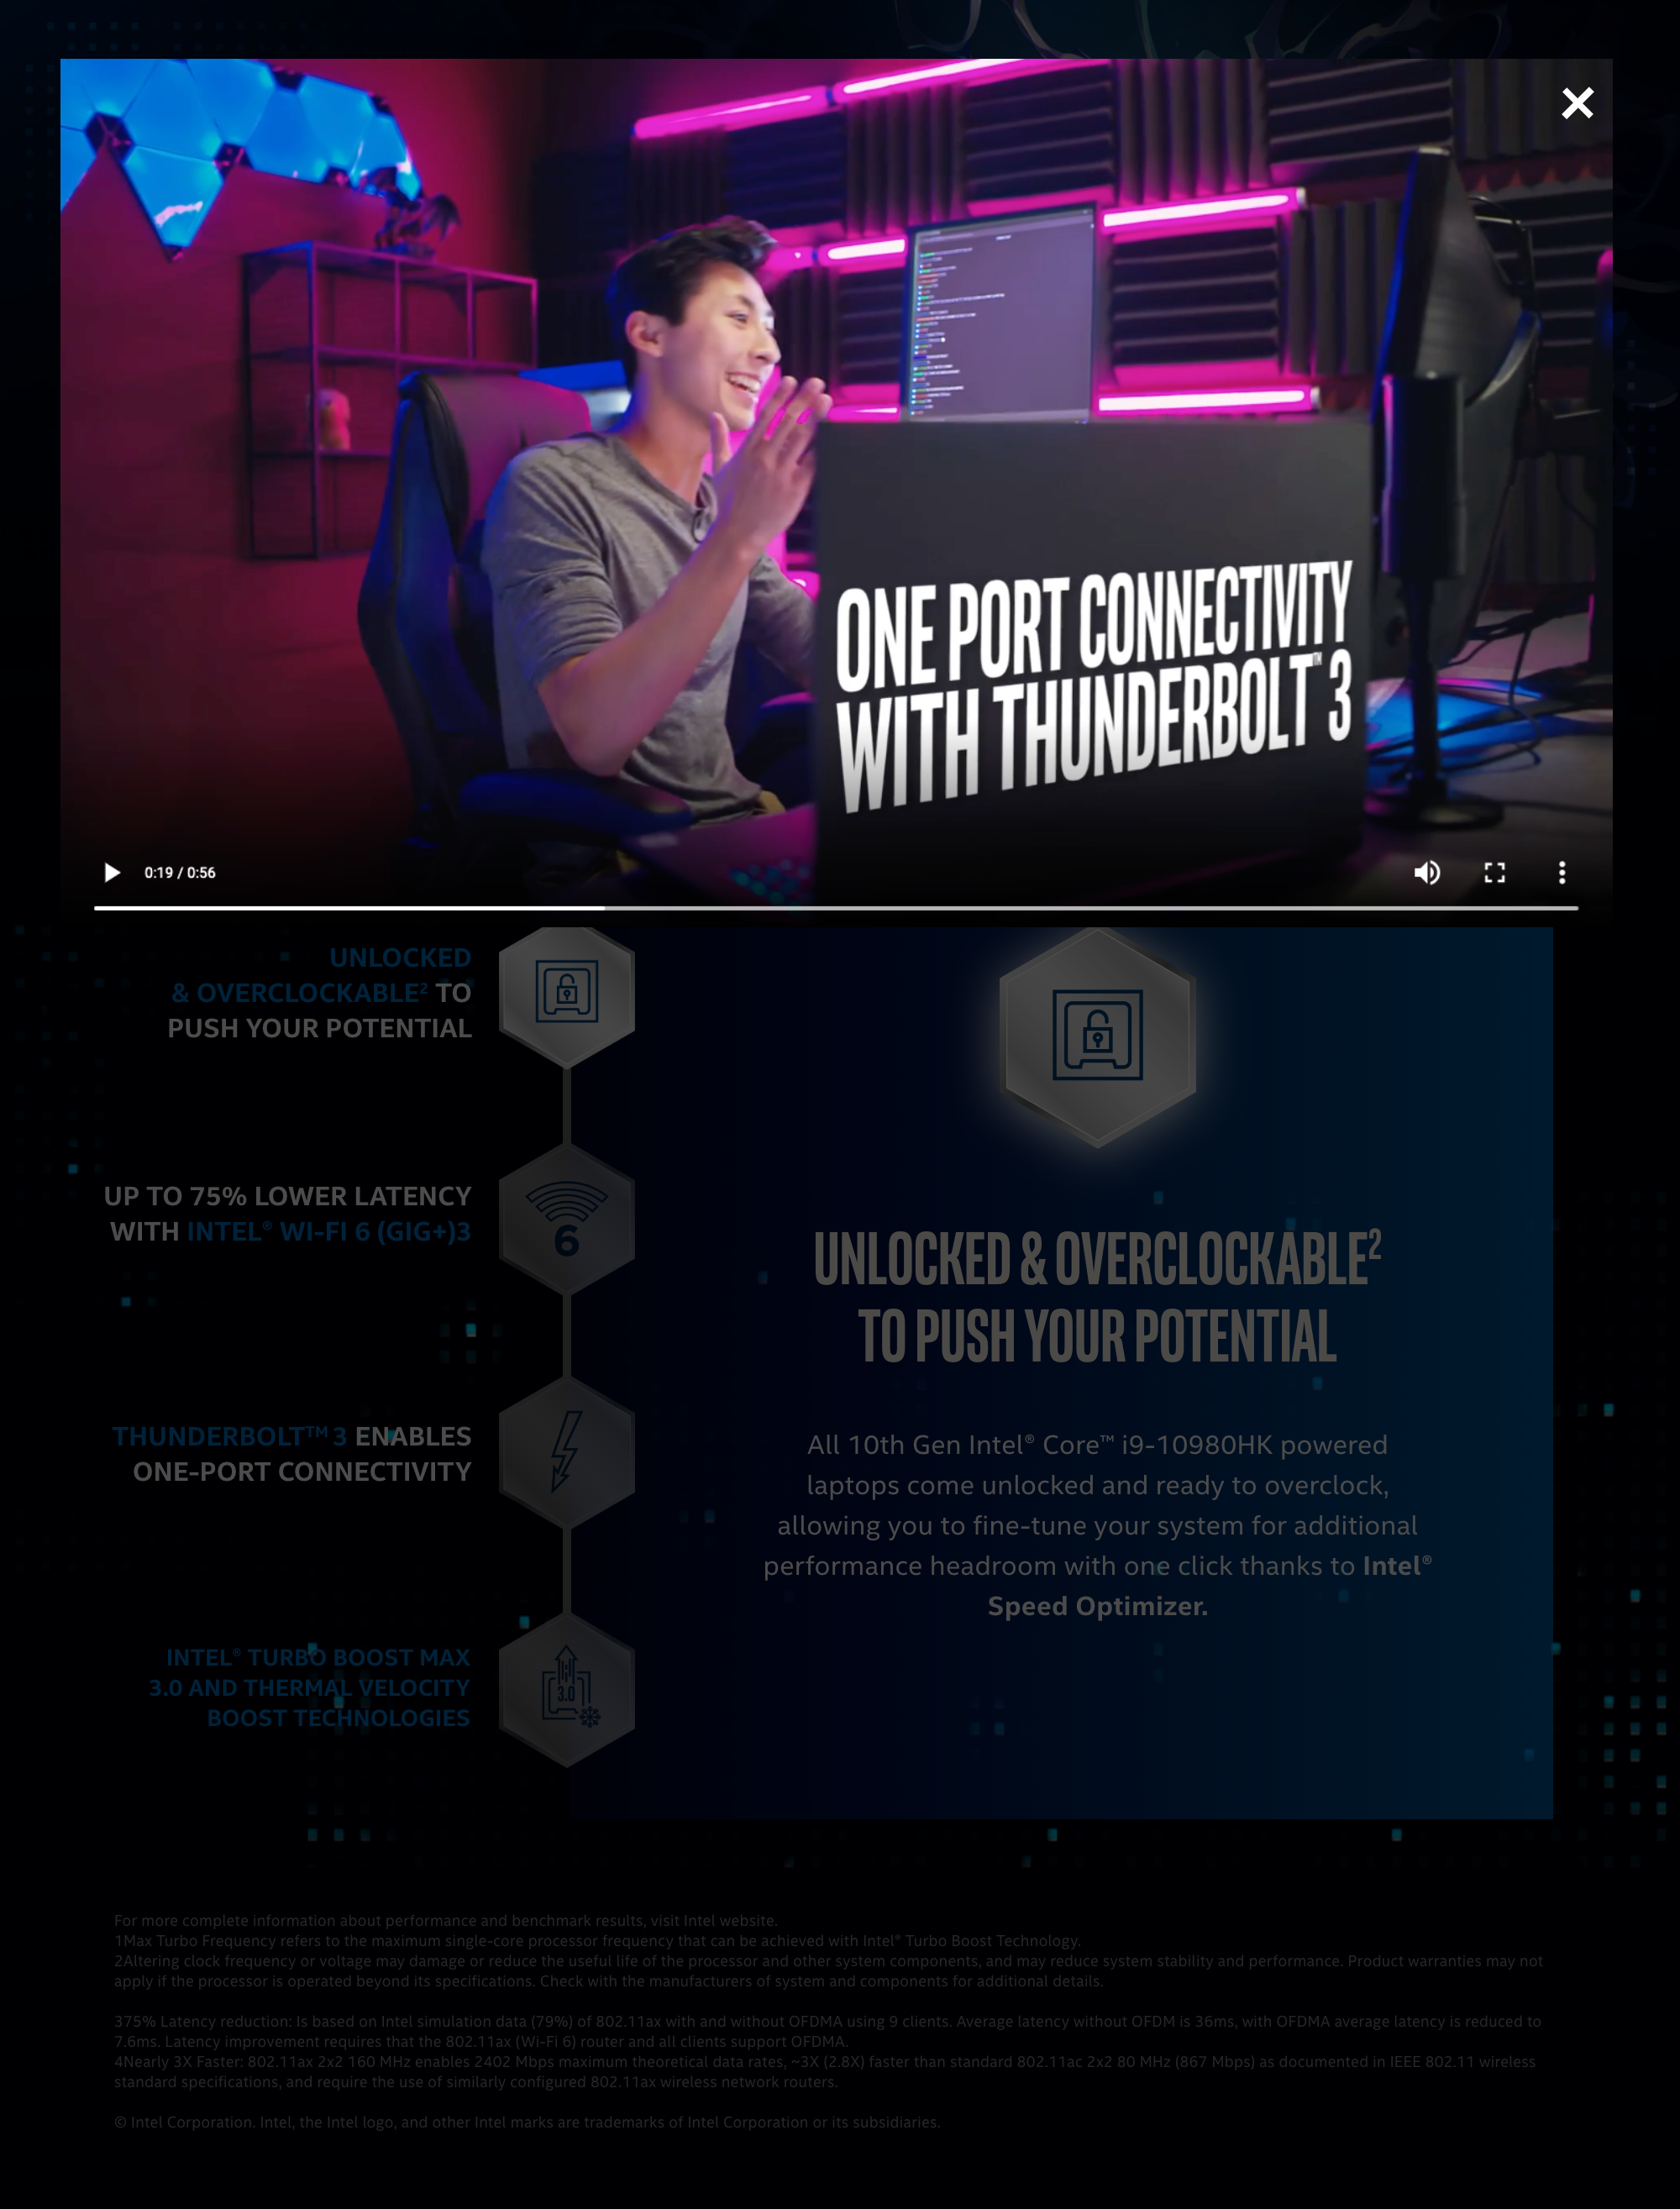 ONE PORT CONNECTIVITY
WITH THUNDERBOLT™ 3
0:19 / 0:56
UNLOCKED
& OVERCLOCKABLE² TO
PUSH YOUR POTENTIAL
UP TO 75% LOWER LATENCY
WITH INTEL® WI-FI 6 (GIG+)3
6
THUNDERBOLT™ 3 ENABLES
ONE-PORT CONNECTIVITY
INTEL® TURBO BOOST MAX
3.0 AND THERMAL VELOCITY
BOOST TECHNOLOGIES
3.0
UNLOCKED & OVERCLOCKABLE²
TO PUSH YOUR POTENTIAL
All 10th Gen Intel® Core™ i9-10980HK powered
laptops come unlocked and ready to overclock,
allowing you to fine-tune your system for additional
performance headroom with one click thanks to Intel®
Speed Optimizer.
For more complete information about performance and benchmark results, visit Intel website.
1Max Turbo Frequency refers to the maximum single-core processor frequency that can be achieved with Intel® Turbo Boost Technology.
2Altering clock frequency or voltage may damage or reduce the useful life of the processor and other system components, and may reduce system stability and performance. Product warranties may not
apply if the processor is operated beyond its specifications. Check with the manufacturers of system and components for additional details.
375% Latency reduction: Is based on Intel simulation data (79%) of 802.11ax with and without OFDMA using 9 clients. Average latency without OFDM is 36ms, with OFDMA average latency is reduced to
7.6ms. Latency improvement requires that the 802.11ax (Wi-Fi 6) router and all clients support OFDMA.
4Nearly 3X Faster: 802.11ax 2x2 160 MHz enables 2402 Mbps maximum theoretical data rates, ~3X (2.8X) faster than standard 802.11ac 2x2 80 MHz (867 Mbps) as documented in IEEE 802.11 wireless
standard specifications, and require the use of similarly configured 802.11ax wireless network routers.
© Intel Corporation. Intel, the Intel logo, and other Intel marks are trademarks of Intel Corporation or its subsidiaries.